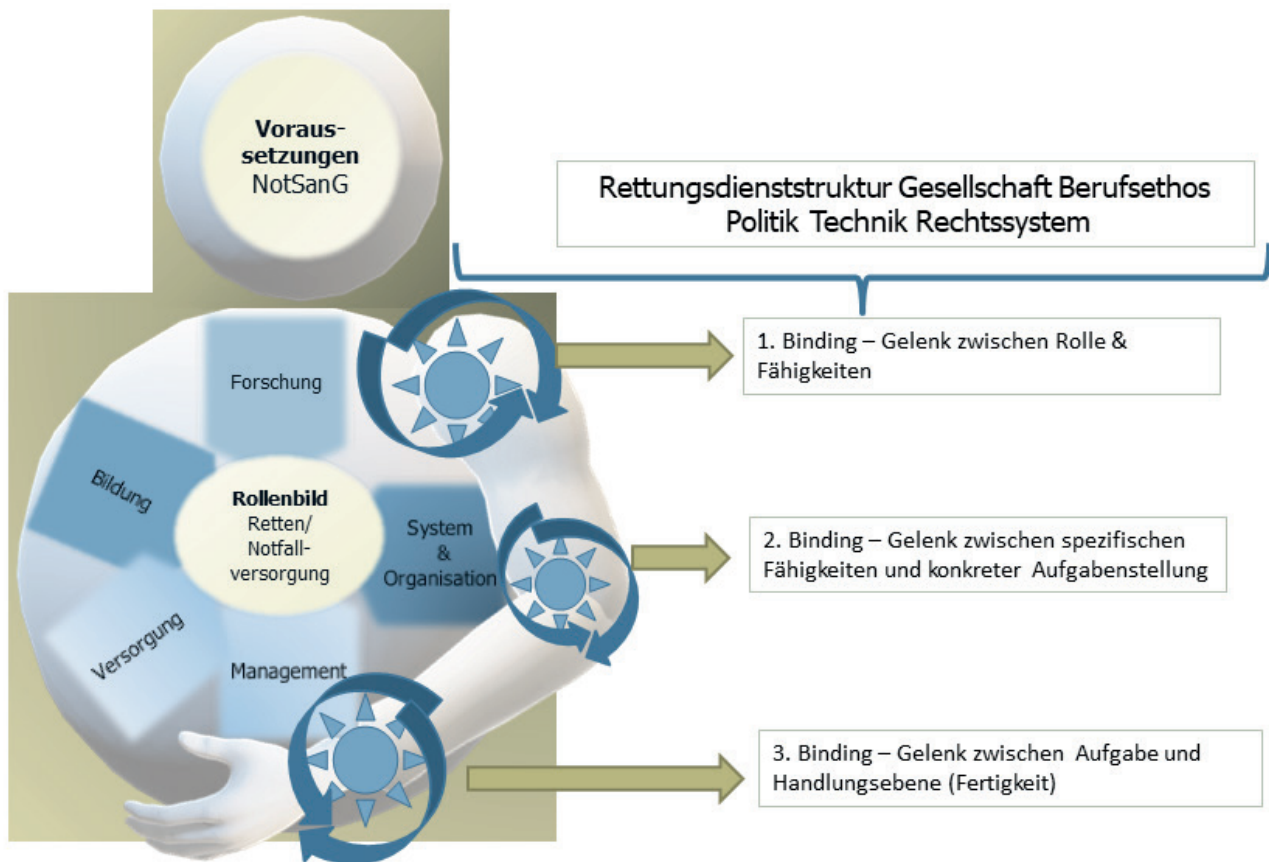 Voraus-
setzungen
NotSanG
Rettungsdienststruktur Gesellschaft Berufsethos
Politik Technik Rechtssystem
1. Binding – Gelenk zwischen Rolle &
Fähigkeiten
Forschung
Bildung
Rollenbild
Retten/
Notfall-
versorgung
System
&
Organisation
2. Binding – Gelenk zwischen spezifischen
Fähigkeiten und konkreter Aufgabenstellung
Versorgung
Management
3. Binding – Gelenk zwischen Aufgabe und
Handlungsebene (Fertigkeit)